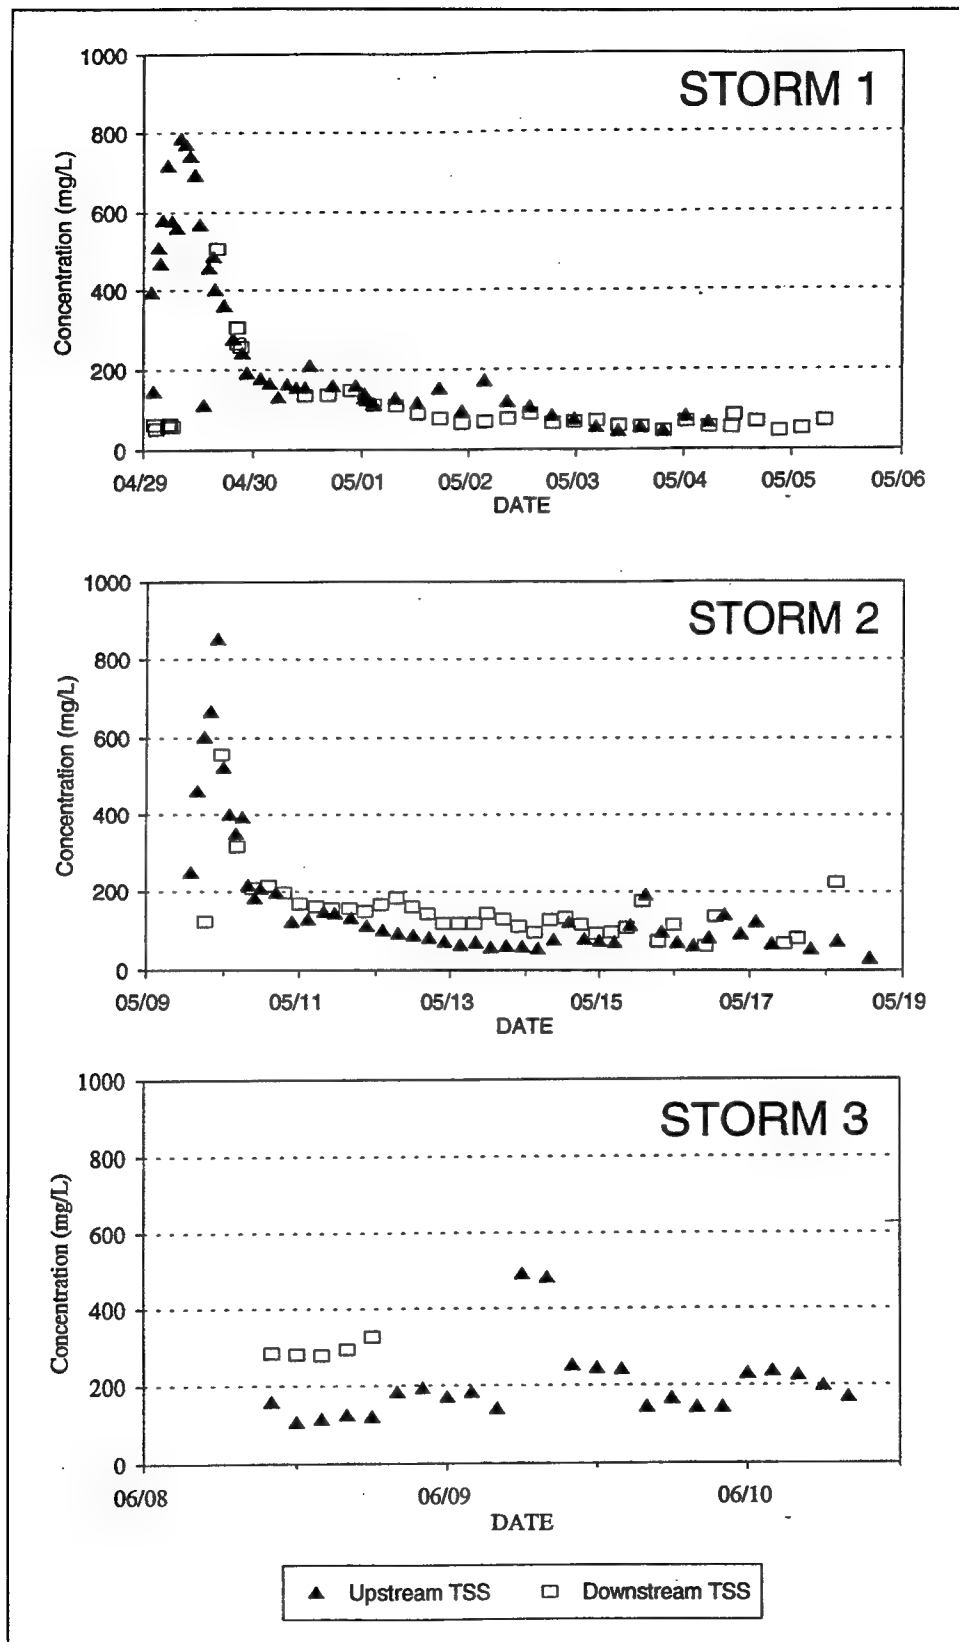 STORM 1
Concentration (mg/L)
1000
800
600
400
200
0
04/29 04/30 05/01 05/02 05/03 05/04 05/05 05/06
DATE
STORM 2
Concentration (mg/L)
1000
800
600
400
200
0
05/09 05/11 05/13 05/15 05/17 05/19
DATE
STORM 3
Concentration (mg/L)
1000
800
600
400
200
0
06/08 06/09 06/10
DATE
Upstream TSS Downstream TSS